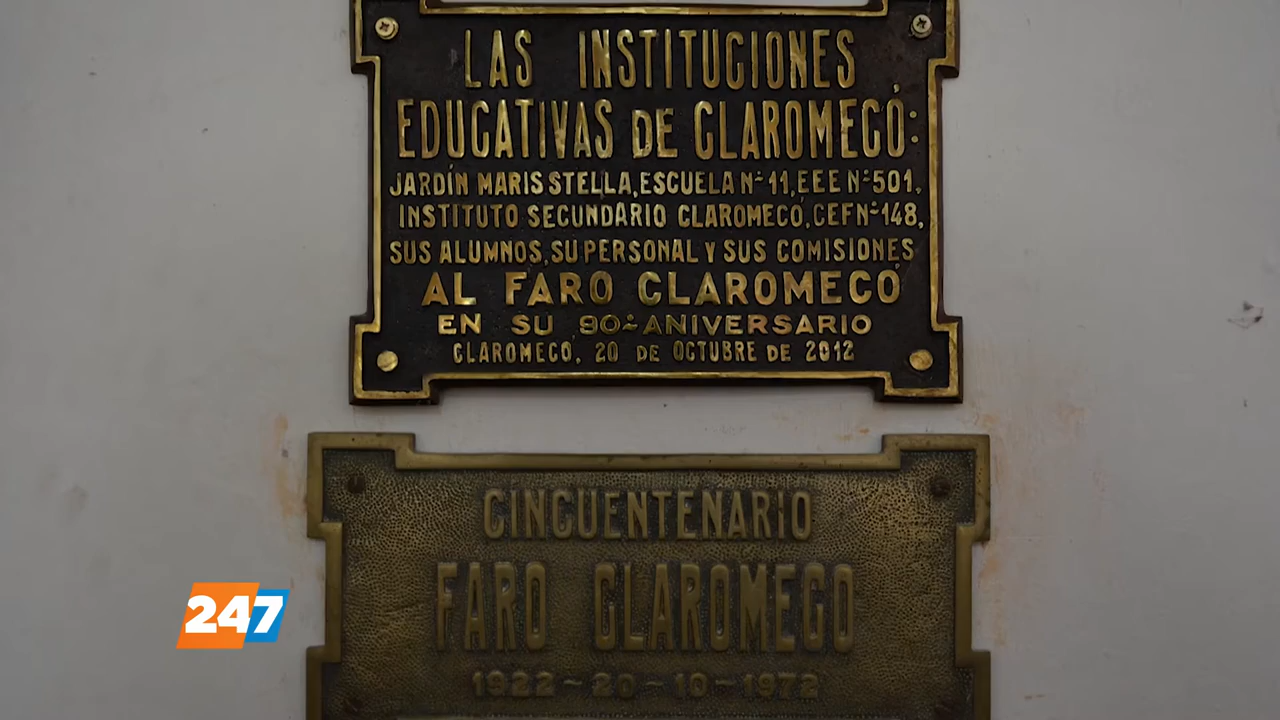 LAS INSTITUCIONES
EDUCATIVAS DE CLAROMECÓ:
JARDÍN MARIS STELLA, ESCUELA Nº 11, EEE Nº 501,
INSTITUTO SECUNDARIO CLAROMECÓ, CEF Nº 148,
SUS ALUMNOS, SU PERSONAL Y SUS COMISIONES
AL FARO CLAROMECÓ
EN SU 90º ANIVERSARIO
CLAROMECÓ, 20 DE OCTUBRE DE 2012
CINCUENTENARIO
FARO CLAROMECO
1922 - 20 - 10 - 1972
247